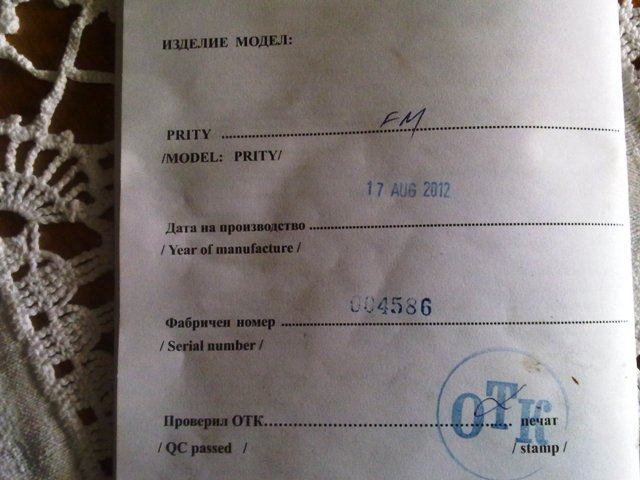 ИЗДЕЛИЕ МОДЕЛ:
PRITY ........ FM
/MODEL: PRITY/
17 AUG 2012
Дата на производство ........
/ Year of manufacture /
004586
Фабричен номер ........
/ Serial number /
ОТК
Проверил ОТК........ печат
/ QC passed / / stamp /